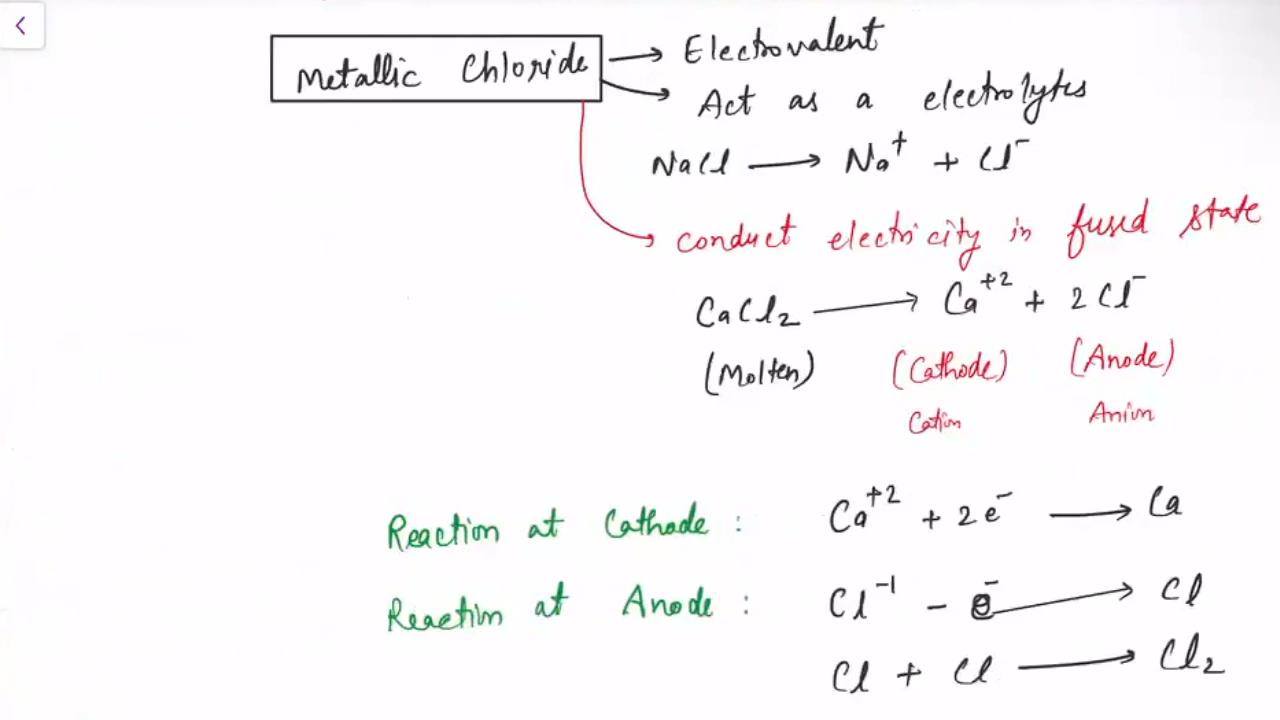 Metallic Chloride → Electrovalent
→ Act as a electrolytes
NaCl → Na⁺ + Cl⁻
→ conduct electricity in fused state
CaCl₂ → Ca⁺² + 2Cl⁻
(Molten) (Cathode) (Anode)
Cation Anion
Reaction at Cathode : Ca⁺² + 2e⁻ → Ca
Reaction at Anode : Cl⁻¹ - e⁻ → Cl
Cl + Cl → Cl₂